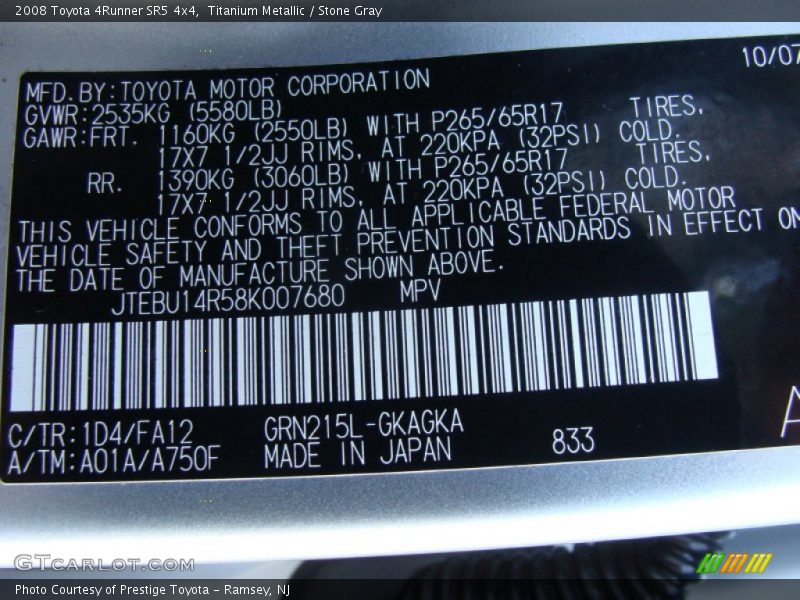 2008 Toyota 4Runner SR5 4x4, Titanium Metallic / Stone Gray
10/07
MFD.BY:TOYOTA MOTOR CORPORATION
GVWR:2535KG (5580LB)
GAWR:FRT. 1160KG (2550LB) WITH P265/65R17 TIRES,
17X7 1/2JJ RIMS, AT 220KPA (32PSI) COLD.
RR. 1390KG (3060LB) WITH P265/65R17 TIRES,
17X7 1/2JJ RIMS, AT 220KPA (32PSI) COLD.
THIS VEHICLE CONFORMS TO ALL APPLICABLE FEDERAL MOTOR
VEHICLE SAFETY AND THEFT PREVENTION STANDARDS IN EFFECT ON
THE DATE OF MANUFACTURE SHOWN ABOVE.
JTEBU14R58K007680 MPV
C/TR:1D4/FA12 GRN215L-GKAGKA
A/TM:A01A/A750F MADE IN JAPAN 833
A
GTCARLOT.COM
Photo Courtesy of Prestige Toyota - Ramsey, NJ